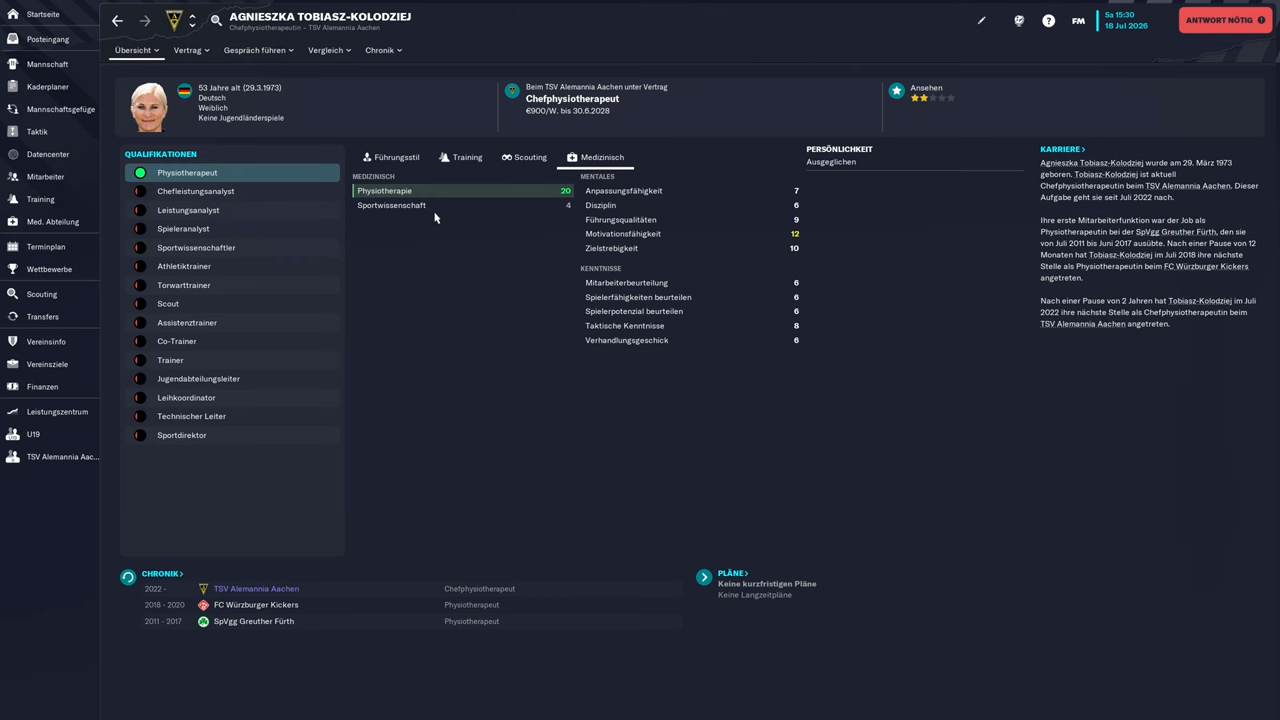 Startseite
Posteingang
Mannschaft
Kaderplaner
Mannschaftsgefüge
Taktik
Datencenter
Mitarbeiter
Training
Med. Abteilung
Terminplan
Wettbewerbe
Scouting
Transfers
Vereinsinfo
Vereinsziele
Finanzen
Leistungszentrum
U19
TSV Alemannia Aac...
AGNIESZKA TOBIASZ-KOLODZIEJ
Chefphysiotherapeutin – TSV Alemannia Aachen
FM
Sa 15:30
18 Jul 2026
ANTWORT NÖTIG
Übersicht
Vertrag
Gespräch führen
Vergleich
Chronik
53 Jahre alt (29.3.1973)
Deutsch
Weiblich
Keine Jugendländerspiele
Beim TSV Alemannia Aachen unter Vertrag
Chefphysiotherapeut
€900/W. bis 30.6.2028
Ansehen
QUALIFIKATIONEN
Physiotherapeut
Chefleistungsanalyst
Leistungsanalyst
Spieleranalyst
Sportwissenschaftler
Athletiktrainer
Torwarttrainer
Scout
Assistenztrainer
Co-Trainer
Trainer
Jugendabteilungsleiter
Leihkoordinator
Technischer Leiter
Sportdirektor
Führungsstil
Training
Scouting
Medizinisch
MEDIZINISCH
Physiotherapie 20
Sportwissenschaft 4
MENTALES
Anpassungsfähigkeit 7
Disziplin 6
Führungsqualitäten 9
Motivationsfähigkeit 12
Zielstrebigkeit 10
KENNTNISSE
Mitarbeiterbeurteilung 6
Spielerfähigkeiten beurteilen 6
Spielerpotenzial beurteilen 6
Taktische Kenntnisse 8
Verhandlungsgeschick 6
PERSÖNLICHKEIT
Ausgeglichen
KARRIERE >
Agnieszka Tobiasz-Kolodziej wurde am 29. März 1973
geboren. Tobiasz-Kolodziej ist aktuell
Chefphysiotherapeutin beim TSV Alemannia Aachen. Dieser
Aufgabe geht sie seit Juli 2022 nach.
Ihre erste Mitarbeiterfunktion war der Job als
Physiotherapeutin bei der SpVgg Greuther Fürth, den sie
von Juli 2011 bis Juni 2017 ausübte. Nach einer Pause von 12
Monaten hat Tobiasz-Kolodziej im Juli 2018 ihre nächste
Stelle als Physiotherapeutin beim FC Würzburger Kickers
angetreten.
Nach einer Pause von 2 Jahren hat Tobiasz-Kolodziej im Juli
2022 ihre nächste Stelle als Chefphysiotherapeutin beim
TSV Alemannia Aachen angetreten.
CHRONIK >
2022 - TSV Alemannia Aachen Chefphysiotherapeut
2018 - 2020 FC Würzburger Kickers Physiotherapeut
2011 - 2017 SpVgg Greuther Fürth Physiotherapeut
PLÄNE >
Keine kurzfristigen Pläne
Keine Langzeitpläne